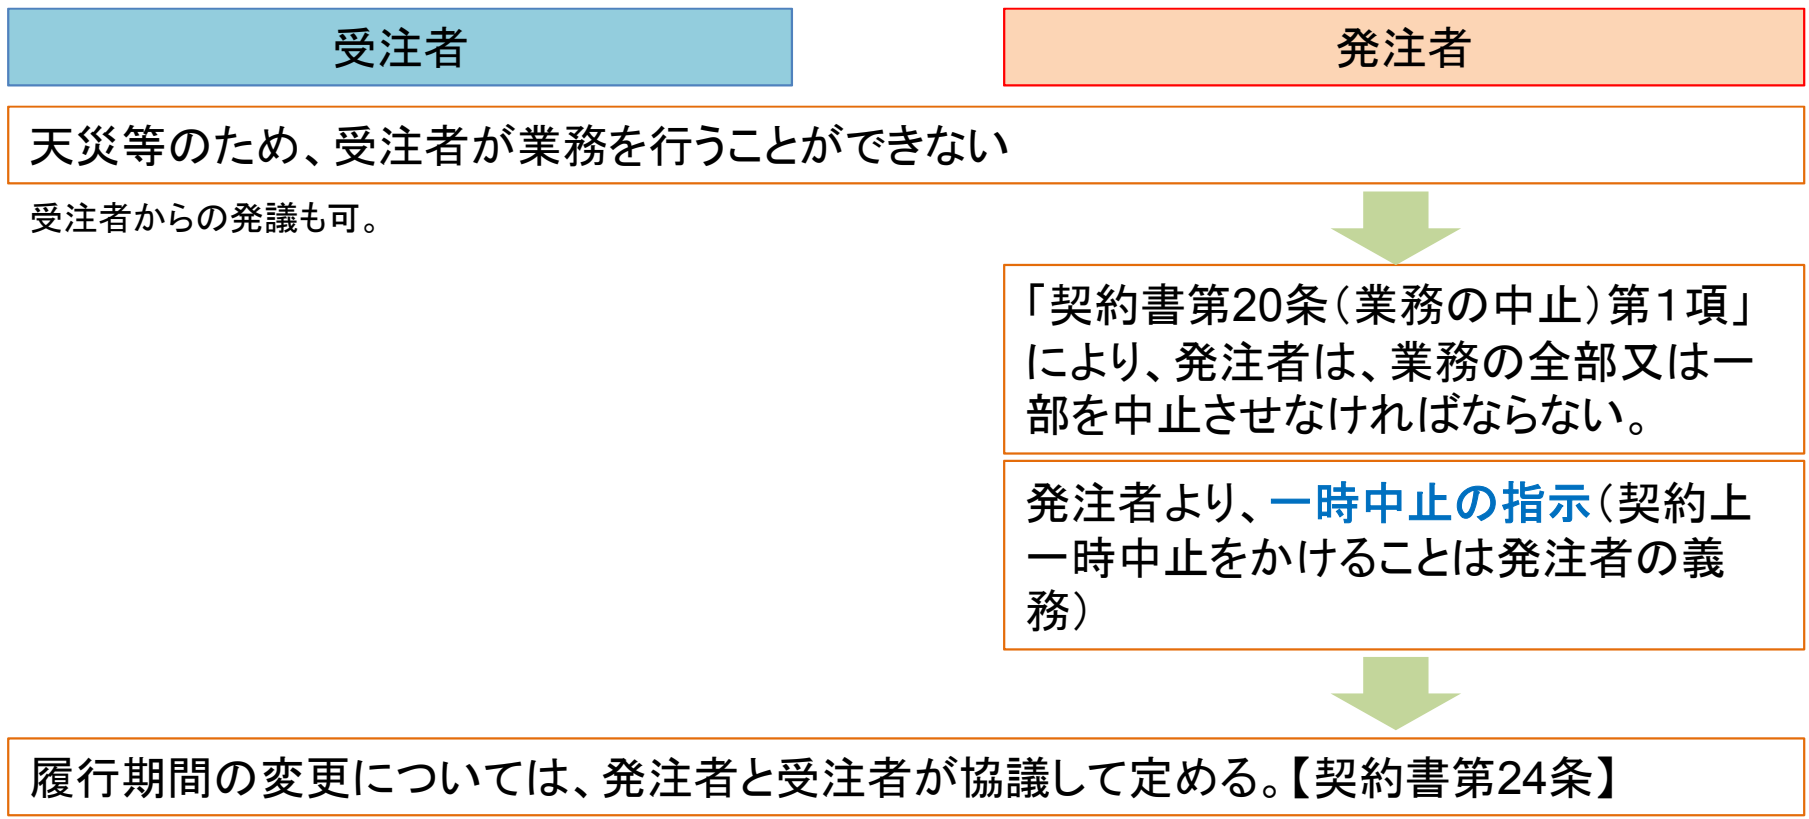 受注者
発注者
天災等のため、受注者が業務を行うことができない
受注者からの発議も可。
「契約書第20条（業務の中止）第１項」
により、発注者は、業務の全部又は一
部を中止させなければならない。
発注者より、一時中止の指示（契約上
一時中止をかけることは発注者の義
務）
履行期間の変更については、発注者と受注者が協議して定める。【契約書第24条】